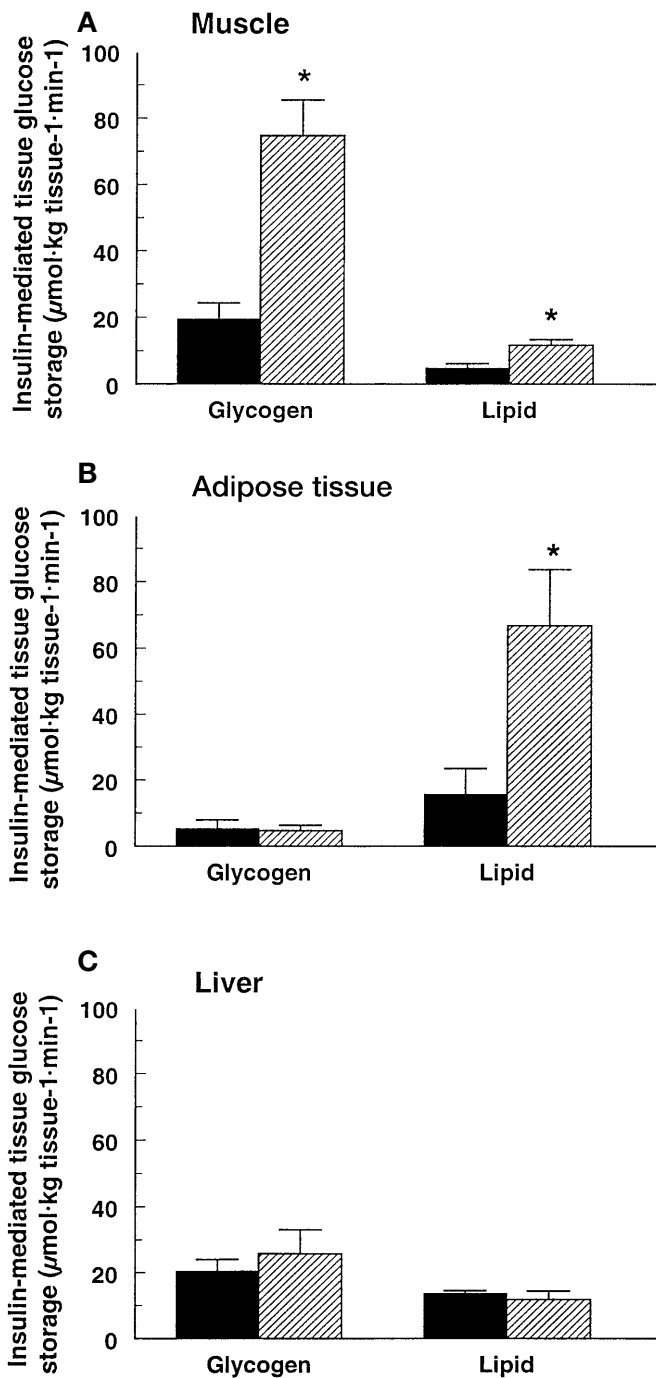 A
Muscle
Insulin-mediated tissue glucose
storage (µmol·kg tissue-1·min-1)
100
80
60
40
20
0
*
*
Glycogen
Lipid
B
Adipose tissue
Insulin-mediated tissue glucose
storage (µmol·kg tissue-1·min-1)
100
80
60
40
20
0
*
Glycogen
Lipid
C
Liver
Insulin-mediated tissue glucose
storage (µmol·kg tissue-1·min-1)
100
80
60
40
20
0
Glycogen
Lipid